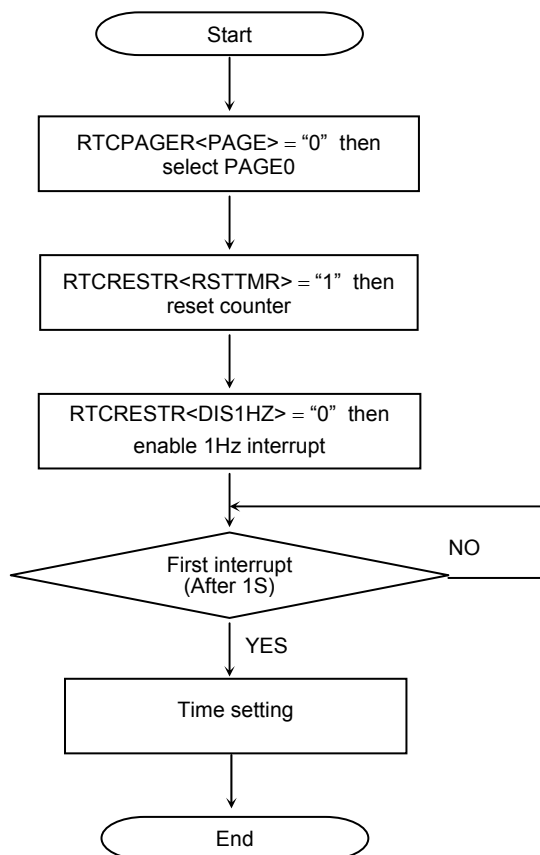 Start
RTCPAGER<PAGE> = “0” then
select PAGE0
RTCRESTR<RSTTMR> = “1” then
reset counter
RTCRESTR<DIS1HZ> = “0” then
enable 1Hz interrupt
First interrupt
(After 1S)
NO
YES
Time setting
End